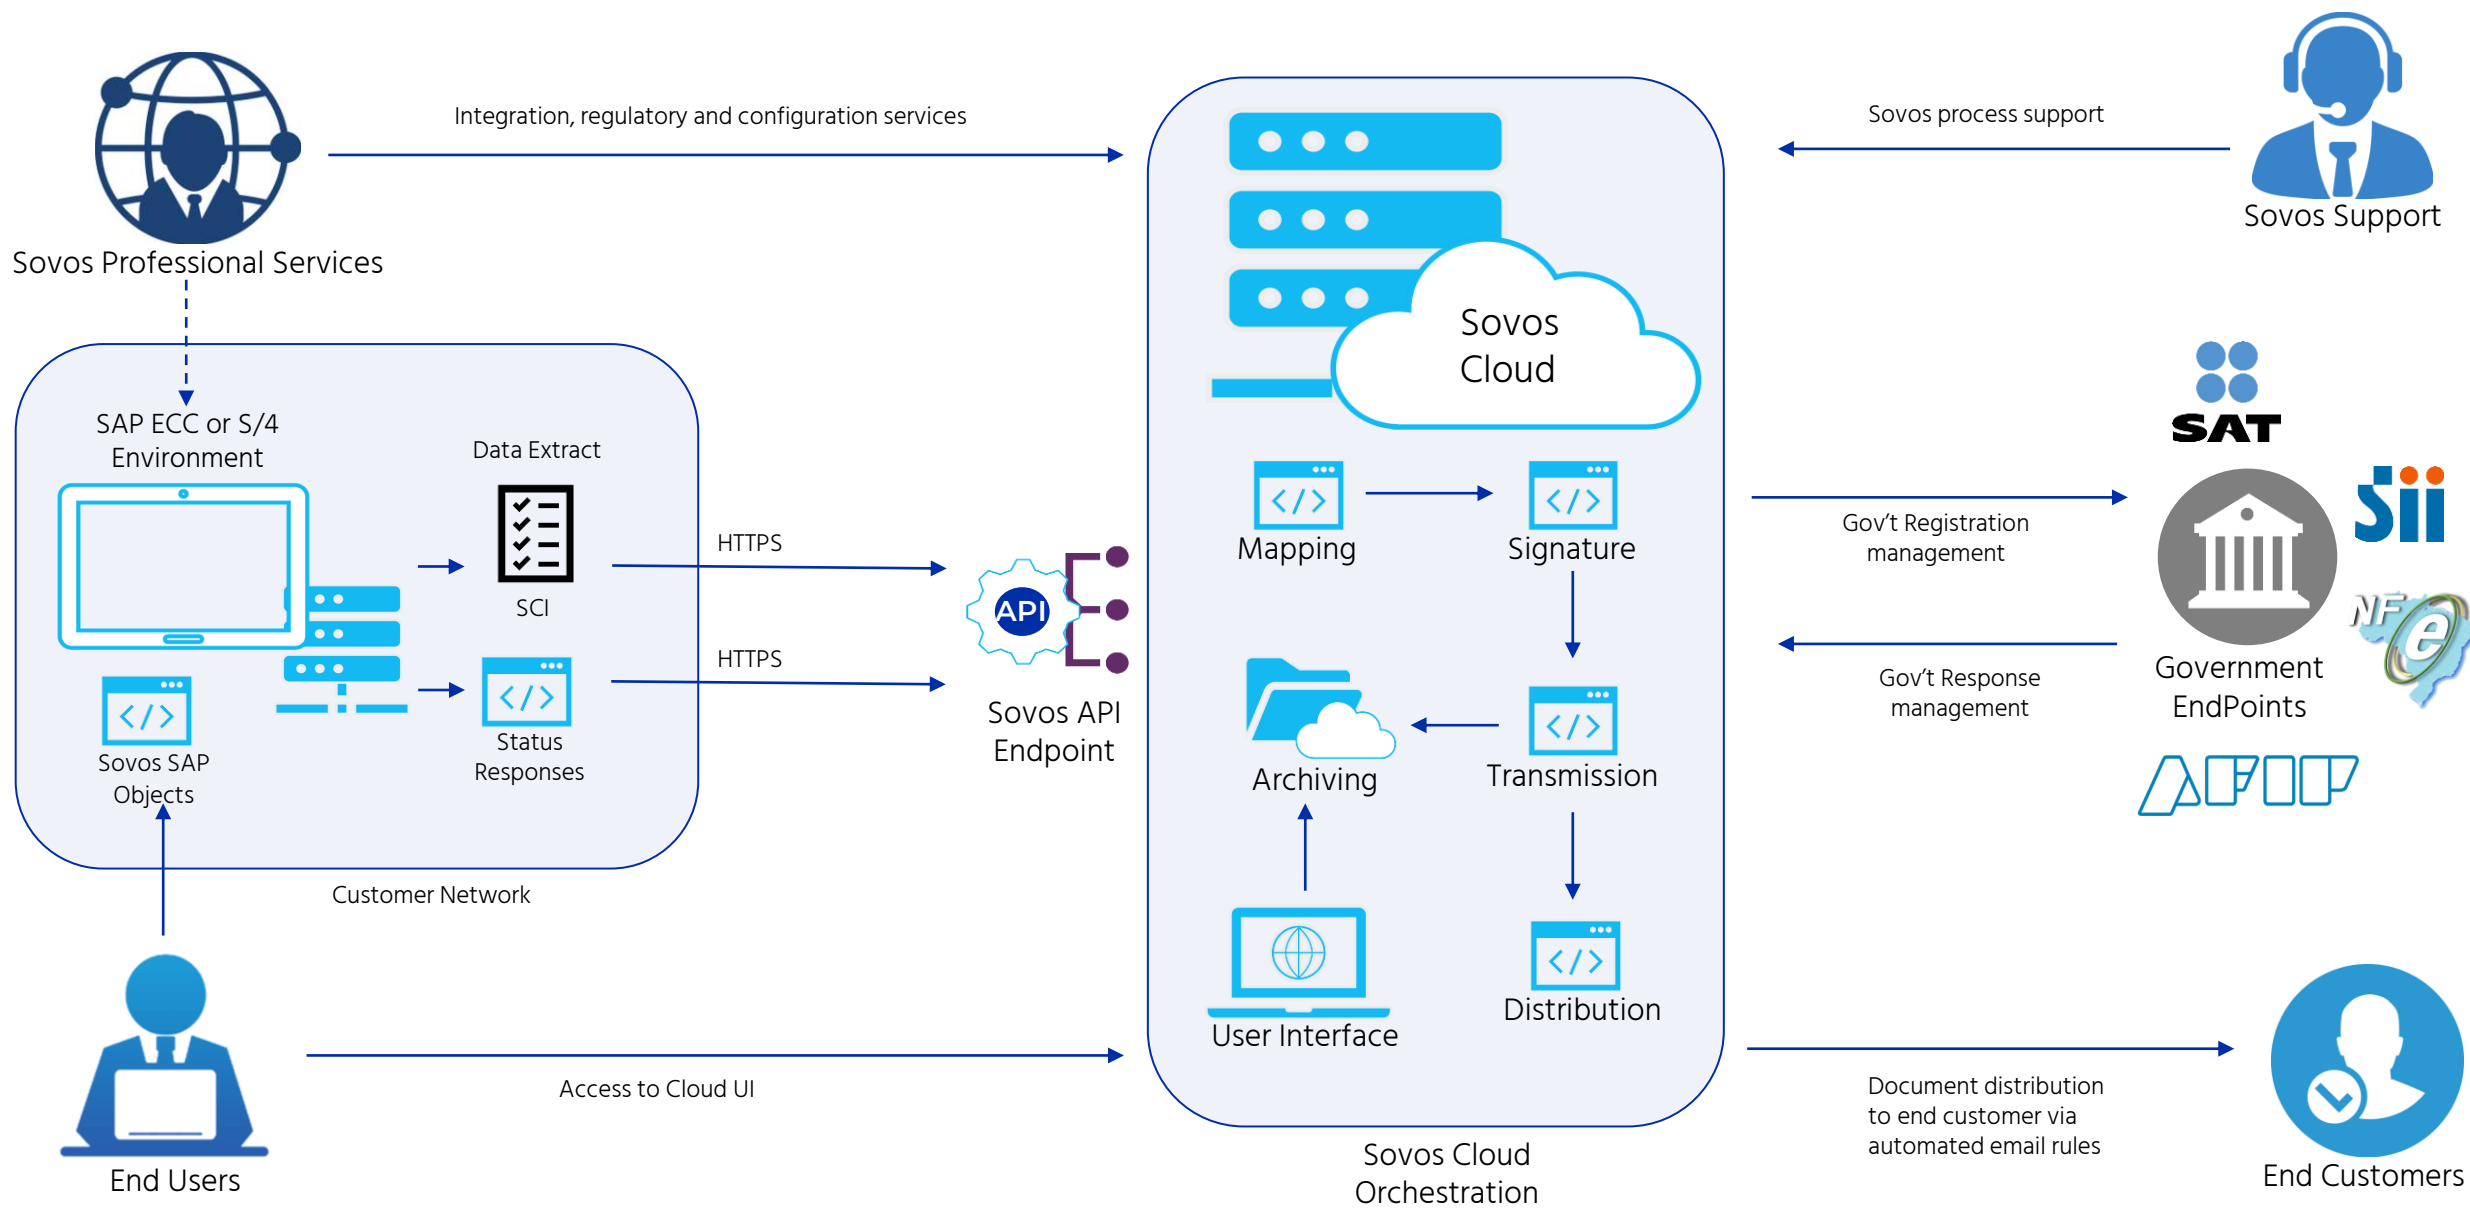 Integration, regulatory and configuration services
Sovos Professional Services
Sovos process support
Sovos Support
Sovos
Cloud
SAP ECC or S/4
Environment
Data Extract
SCI
Status
Responses
Sovos SAP
Objects
Customer Network
HTTPS
HTTPS
API
Sovos API
Endpoint
Mapping
Signature
Archiving
Transmission
User Interface
Distribution
Sovos Cloud
Orchestration
Gov't Registration
management
Gov't Response
management
SAT
Sii
NFe
Government
EndPoints
AFIP
End Users
Access to Cloud UI
Document distribution
to end customer via
automated email rules
End Customers